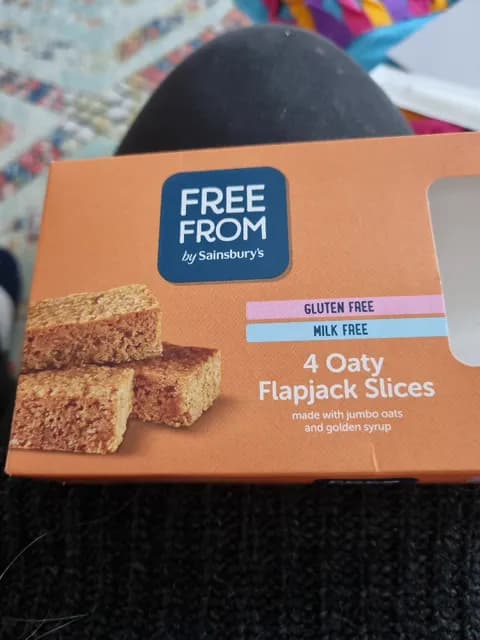 FREE
FROM
by Sainsbury's
GLUTEN FREE
MILK FREE
4 Oaty
Flapjack Slices
made with jumbo oats
and golden syrup